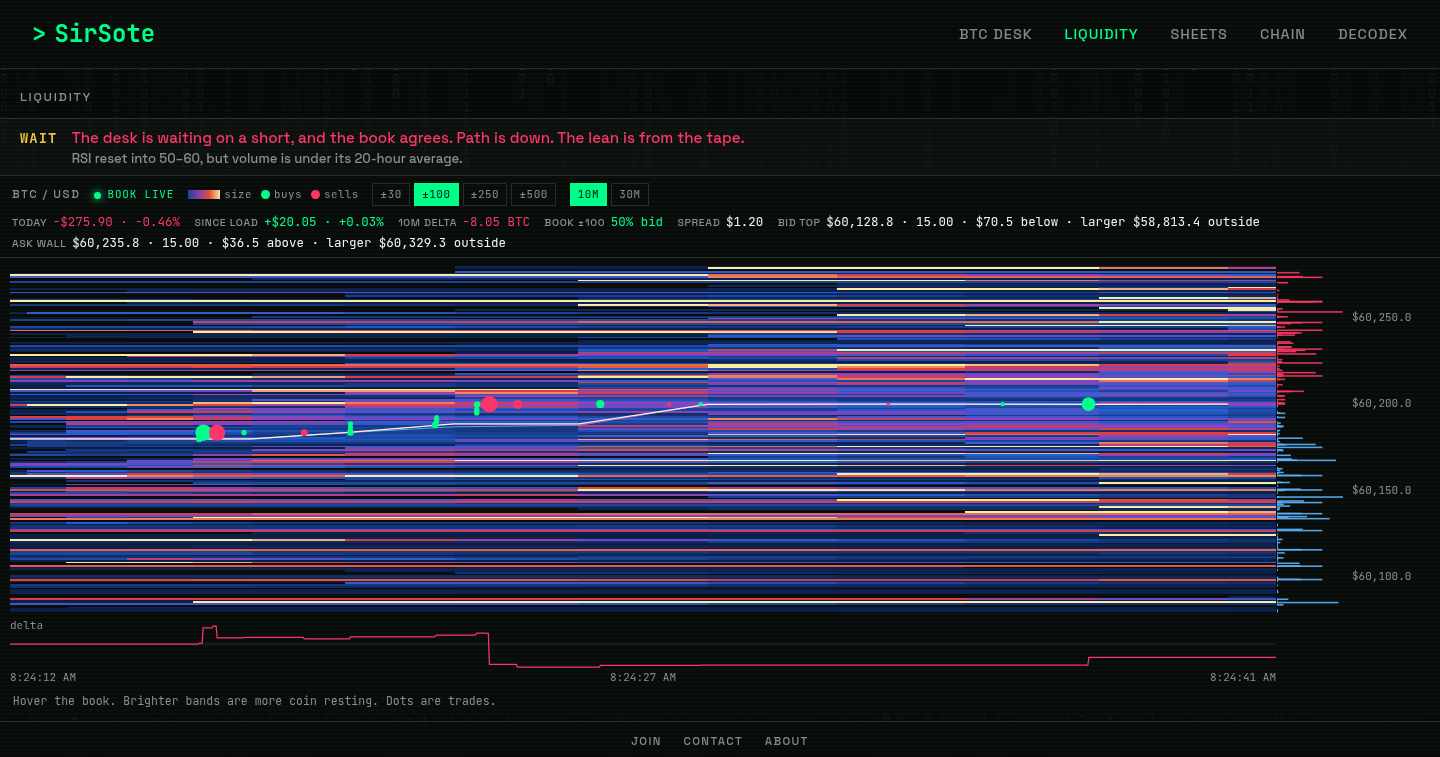 > SirSote
BTC DESK LIQUIDITY SHEETS CHAIN DECODEX
LIQUIDITY
WAIT The desk is waiting on a short, and the book agrees. Path is down. The lean is from the tape.
RSI reset into 50–60, but volume is under its 20-hour average.
BTC / USD BOOK LIVE size buys sells ±30 ±100 ±250 ±500 10M 30M
TODAY -$275.90 · -0.46% SINCE LOAD +$20.05 · +0.03% 10M DELTA -8.05 BTC BOOK ±100 50% bid SPREAD $1.20 BID TOP $60,128.8 · 15.00 · $70.5 below · larger $58,813.4 outside
ASK WALL $60,235.8 · 15.00 · $36.5 above · larger $60,329.3 outside
$60,250.0
$60,200.0
$60,150.0
$60,100.0
delta
8:24:12 AM 8:24:27 AM 8:24:41 AM
Hover the book. Brighter bands are more coin resting. Dots are trades.
JOIN CONTACT ABOUT